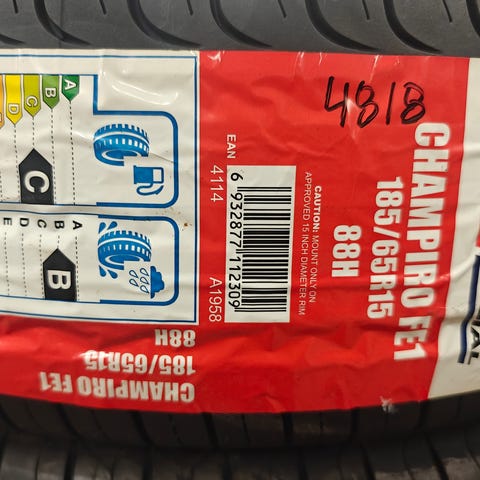 4818
CHAMPIRO FE1
185/65R15
88H
CAUTION: MOUNT ONLY ON
APPROVED 15 INCH DIAMETER RIM
EAN
6 932877 112309
4114
A1958
A
B
C
D
C
A
B
C
D
E
B
CHAMPIRO FE1
185/65R15
88H